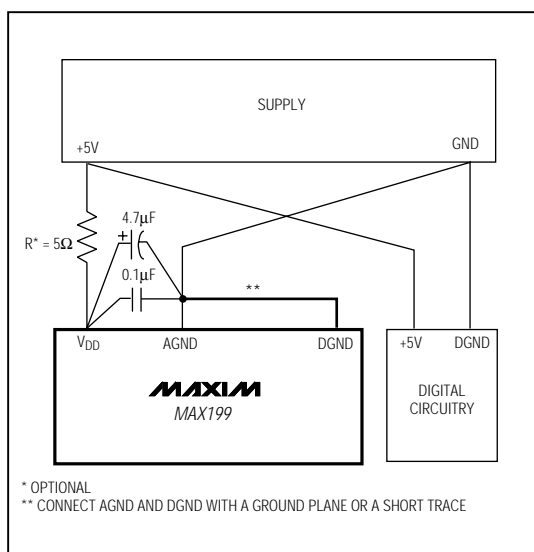 SUPPLY
+5V
GND
4.7μF
+
R* = 5Ω
0.1μF
**
VDD
AGND
DGND
+5V
DGND
MAXIM
MAX199
DIGITAL
CIRCUITRY
* OPTIONAL
** CONNECT AGND AND DGND WITH A GROUND PLANE OR A SHORT TRACE